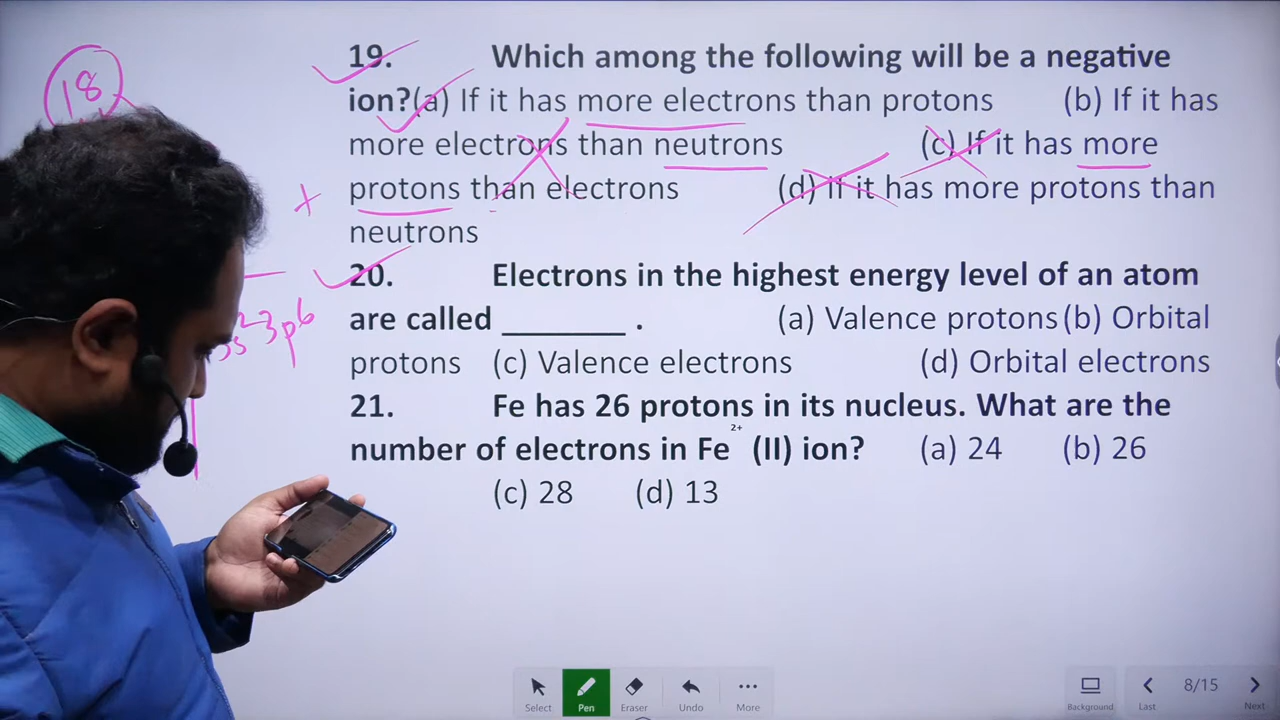 18
19. Which among the following will be a negative
ion?(a) If it has more electrons than protons (b) If it has
more electrons than neutrons (c) If it has more
protons than electrons (d) If it has more protons than
neutrons
20. Electrons in the highest energy level of an atom
3p6
are called _______ . (a) Valence protons(b) Orbital
protons (c) Valence electrons (d) Orbital electrons
21. Fe has 26 protons in its nucleus. What are the
number of electrons in Fe2+ (II) ion? (a) 24 (b) 26
(c) 28 (d) 13
Select Pen Eraser Undo More Background Last 8/15 Next